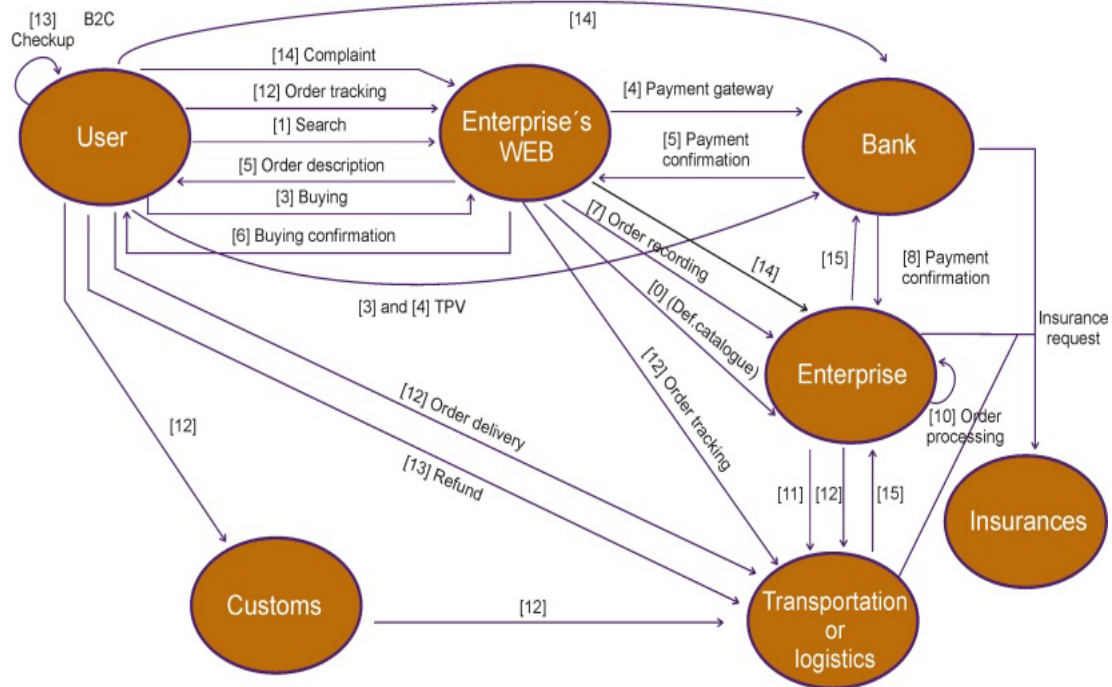 [13] B2C
Checkup
[14]
[14] Complaint
[12] Order tracking
[4] Payment gateway
User
Enterprise´s
WEB
Bank
[1] Search
[5] Payment
confirmation
[5] Order description
[3] Buying
[6] Buying confirmation
[7] Order recording
[14]
[15]
[8] Payment
confirmation
[3] and [4] TPV
[0] (Def.catalogue)
Insurance
request
[12] Order tracking
Enterprise
[12]
[12] Order delivery
[13] Refund
[10] Order
processing
[11]
[12]
[15]
Insurances
Customs
[12]
Transportation
or
logistics